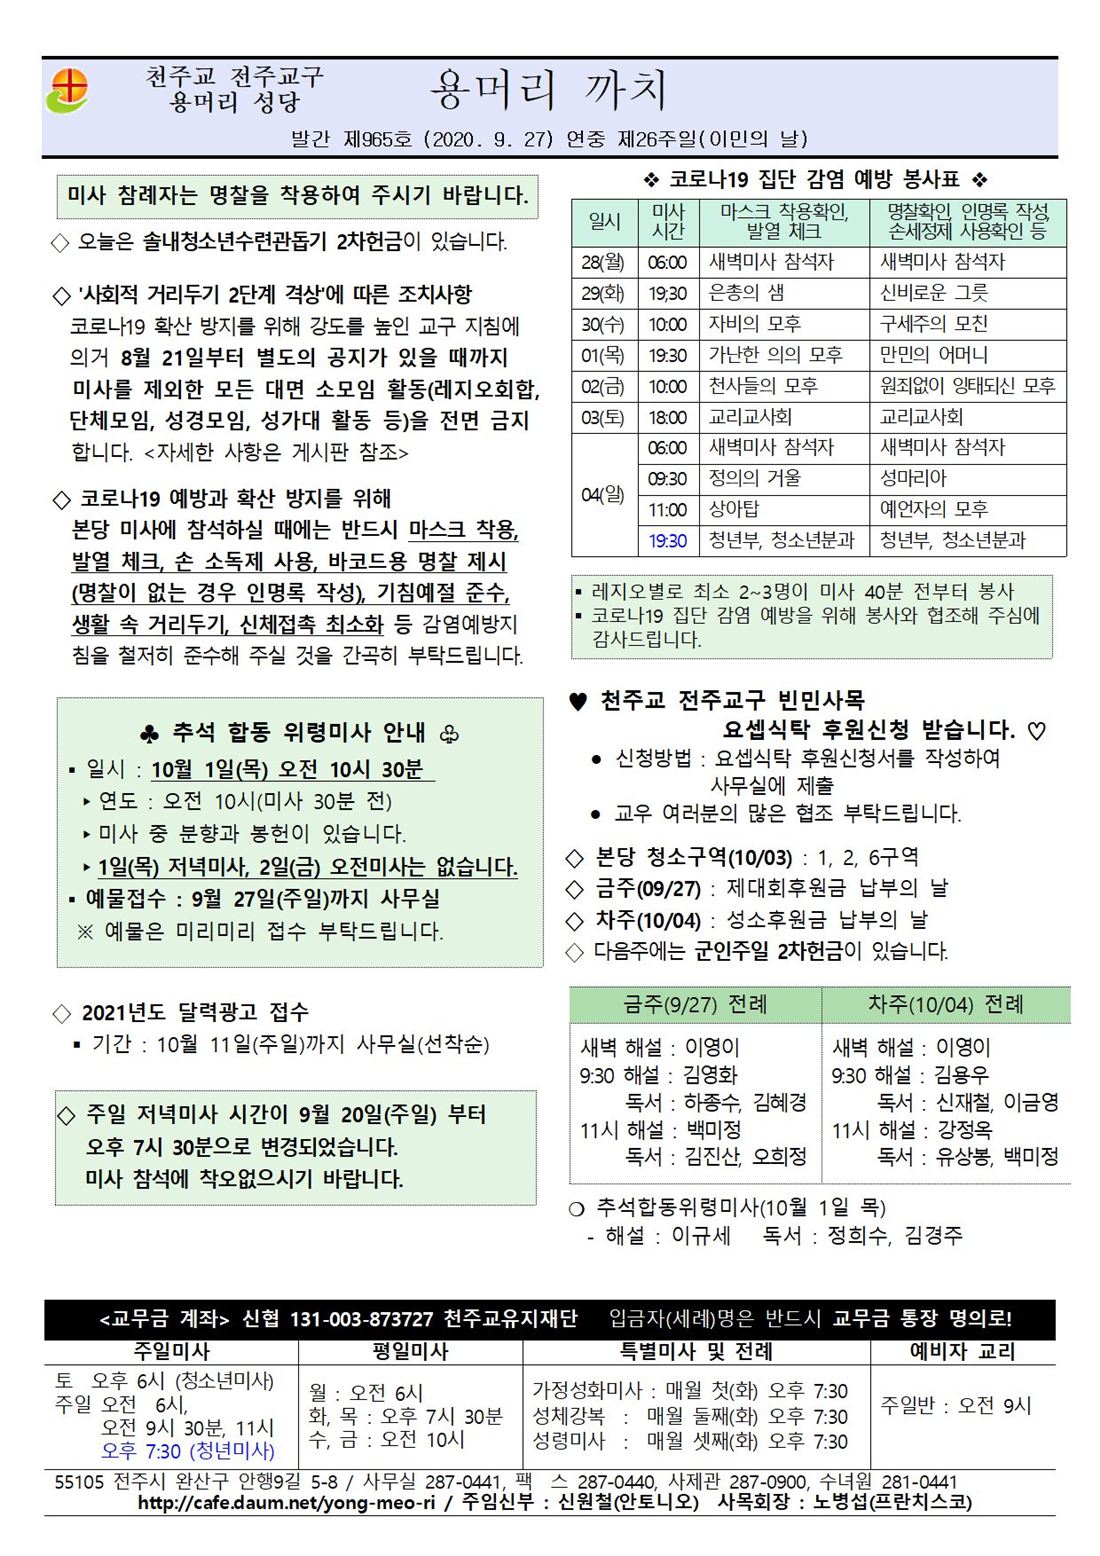 천주교 전주교구
용머리 성당
용머리 까치
발간 제965호 (2020. 9. 27) 연중 제26주일(이민의 날)
미사 참례자는 명찰을 착용하여 주시기 바랍니다.
◇ 오늘은 솔내청소년수련관돕기 2차헌금이 있습니다.
◇ '사회적 거리두기 2단계 격상'에 따른 조치사항
코로나19 확산 방지를 위해 강도를 높인 교구 지침에
의거 8월 21일부터 별도의 공지가 있을 때까지
미사를 제외한 모든 대면 소모임 활동(레지오회합,
단체모임, 성경모임, 성가대 활동 등)을 전면 금지
합니다. <자세한 사항은 게시판 참조>
◇ 코로나19 예방과 확산 방지를 위해
본당 미사에 참석하실 때에는 반드시 마스크 착용,
발열 체크, 손 소독제 사용, 바코드용 명찰 제시
(명찰이 없는 경우 인명록 작성), 기침예절 준수,
생활 속 거리두기, 신체접촉 최소화 등 감염예방지
침을 철저히 준수해 주실 것을 간곡히 부탁드립니다.
♣ 추석 합동 위령미사 안내 ♧
▪ 일시 : 10월 1일(목) 오전 10시 30분
▸ 연도 : 오전 10시(미사 30분 전)
▸ 미사 중 분향과 봉헌이 있습니다.
▸ 1일(목) 저녁미사, 2일(금) 오전미사는 없습니다.
▪ 예물접수 : 9월 27일(주일)까지 사무실
※ 예물은 미리미리 접수 부탁드립니다.
◇ 2021년도 달력광고 접수
▪ 기간 : 10월 11일(주일)까지 사무실(선착순)
◇ 주일 저녁미사 시간이 9월 20일(주일) 부터
오후 7시 30분으로 변경되었습니다.
미사 참석에 착오없으시기 바랍니다.
❖ 코로나19 집단 감염 예방 봉사표 ❖
일시 미사 시간 마스크 착용확인, 발열 체크 명찰확인, 인명록 작성, 손세정제 사용확인 등
28(월) 06:00 새벽미사 참석자 새벽미사 참석자
29(화) 19;30 은총의 샘 신비로운 그릇
30(수) 10:00 자비의 모후 구세주의 모친
01(목) 19:30 가난한 의의 모후 만민의 어머니
02(금) 10:00 천사들의 모후 원죄없이 잉태되신 모후
03(토) 18:00 교리교사회 교리교사회
04(일) 06:00 새벽미사 참석자 새벽미사 참석자
09:30 정의의 거울 성마리아
11:00 상아탑 예언자의 모후
19:30 청년부, 청소년분과 청년부, 청소년분과
▪ 레지오별로 최소 2~3명이 미사 40분 전부터 봉사
▪ 코로나19 집단 감염 예방을 위해 봉사와 협조해 주심에
감사드립니다.
♥ 천주교 전주교구 빈민사목
요셉식탁 후원신청 받습니다. ♡
● 신청방법 : 요셉식탁 후원신청서를 작성하여
사무실에 제출
● 교우 여러분의 많은 협조 부탁드립니다.
◇ 본당 청소구역(10/03) : 1, 2, 6구역
◇ 금주(09/27) : 제대회후원금 납부의 날
◇ 차주(10/04) : 성소후원금 납부의 날
◇ 다음주에는 군인주일 2차헌금이 있습니다.
금주(9/27) 전례 차주(10/04) 전례
새벽 해설 : 이영이 새벽 해설 : 이영이
9:30 해설 : 김영화 9:30 해설 : 김용우
독서 : 하종수, 김혜경 독서 : 신재철, 이금영
11시 해설 : 백미정 11시 해설 : 강정옥
독서 : 김진산, 오희정 독서 : 유상봉, 백미정
❍ 추석합동위령미사(10월 1일 목)
- 해설 : 이규세 독서 : 정희수, 김경주
<교무금 계좌> 신협 131-003-873727 천주교유지재단 입금자(세례)명은 반드시 교무금 통장 명의로!
주일미사 평일미사 특별미사 및 전례 예비자 교리
토 오후 6시 (청소년미사)
주일 오전 6시,
오전 9시 30분, 11시
오후 7:30 (청년미사)
월 : 오전 6시
화, 목 : 오후 7시 30분
수, 금 : 오전 10시
가정성화미사 : 매월 첫(화) 오후 7:30
성체강복 : 매월 둘째(화) 오후 7:30
성령미사 : 매월 셋째(화) 오후 7:30
주일반 : 오전 9시
55105 전주시 완산구 안행9길 5-8 / 사무실 287-0441, 팩 스 287-0440, 사제관 287-0900, 수녀원 281-0441
http://cafe.daum.net/yong-meo-ri / 주임신부 : 신원철(안토니오) 사목회장 : 노병섭(프란치스코)